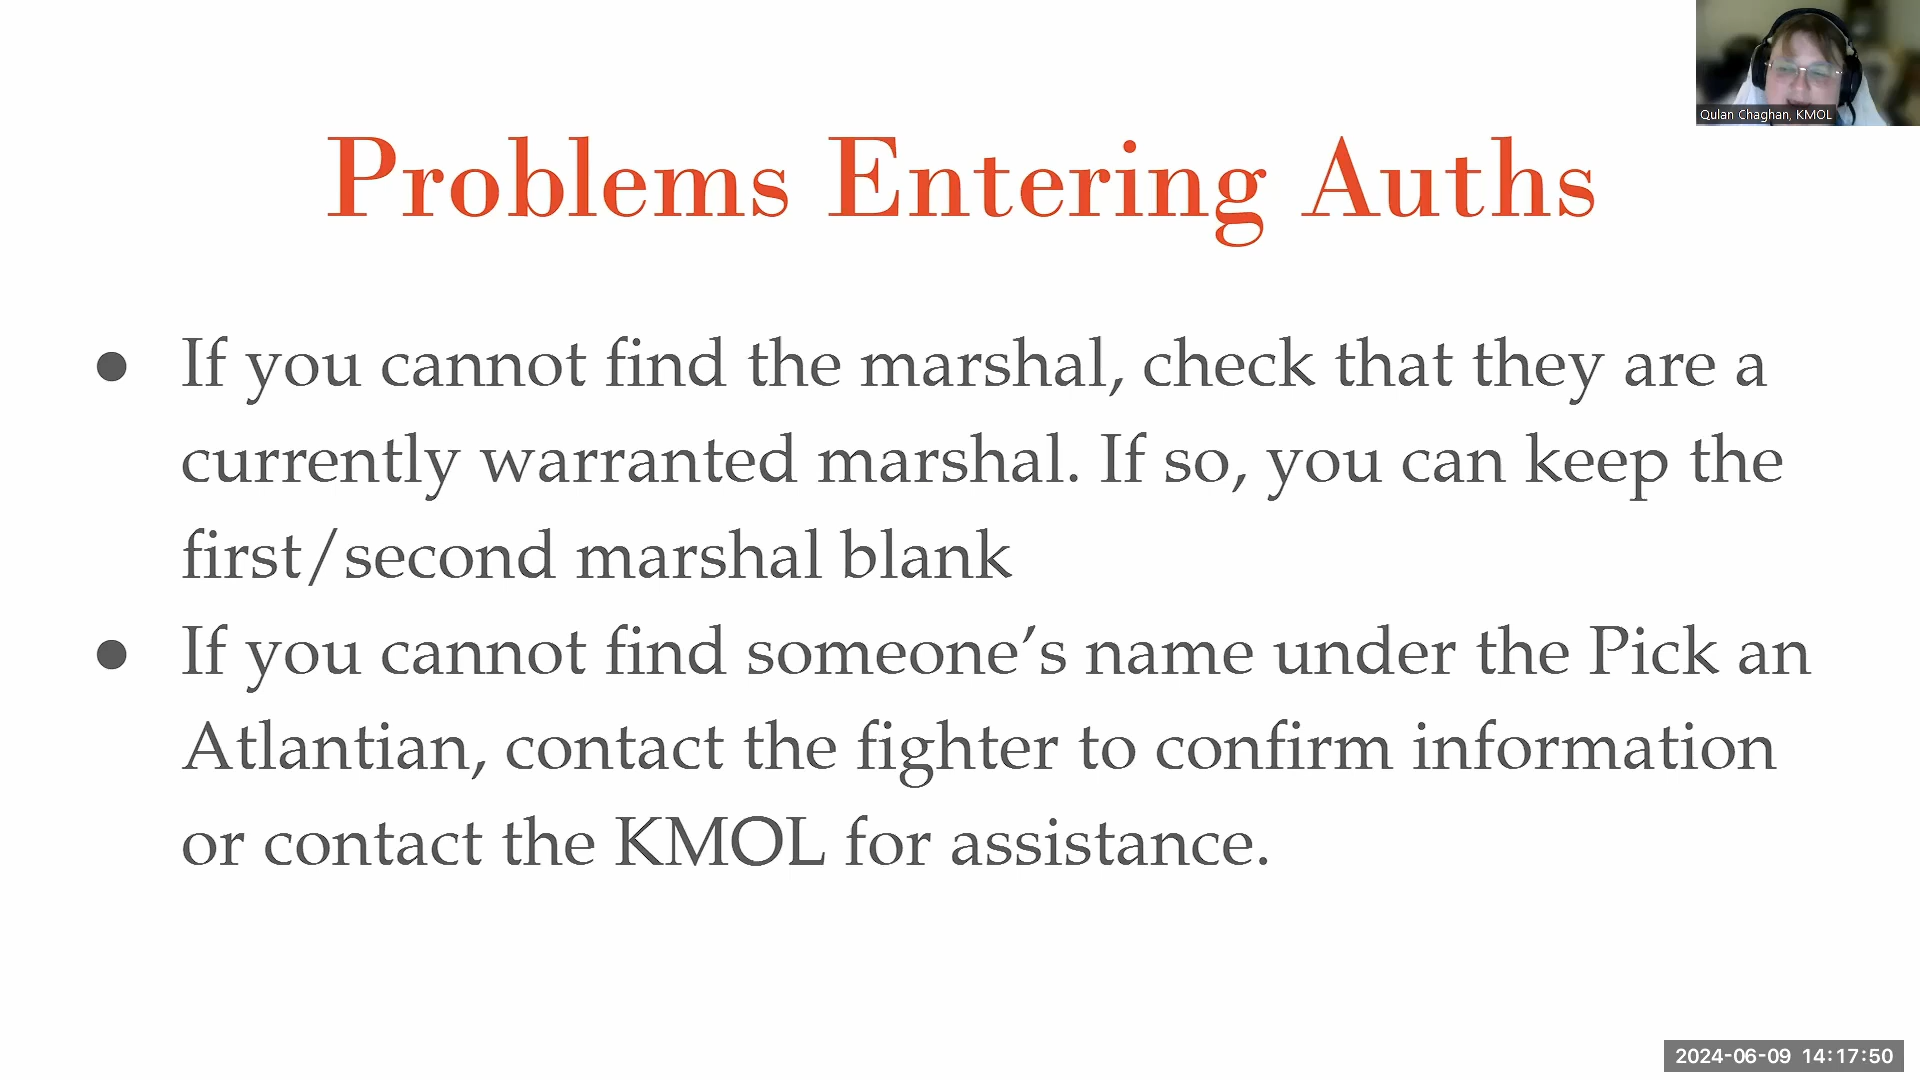 Qulan Chaghan, KMOL
Problems Entering Auths
● If you cannot find the marshal, check that they are a
currently warranted marshal. If so, you can keep the
first/second marshal blank
● If you cannot find someone’s name under the Pick an
Atlantian, contact the fighter to confirm information
or contact the KMOL for assistance.
2024-06-09 14:17:50